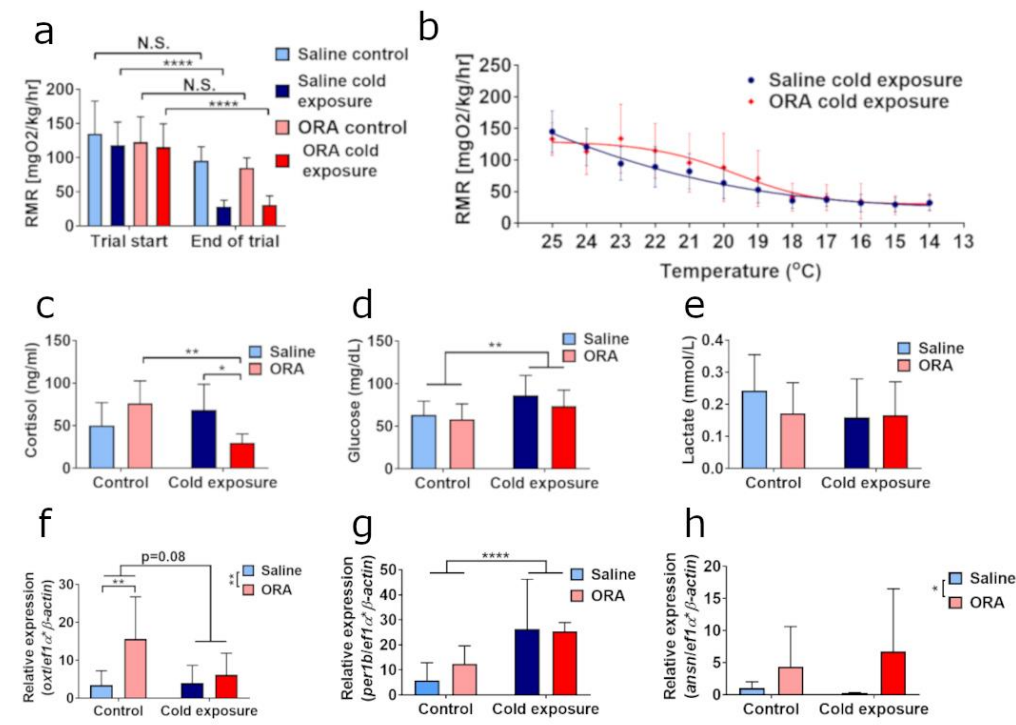 a
N.S.
****
N.S.
****
RMR [mgO2/kg/hr]
200
150
100
50
0
Trial start
End of trial
Saline control
Saline cold
exposure
ORA control
ORA cold
exposure
b
RMR [mgO2/kg/hr]
250
200
150
100
50
0
Saline cold exposure
ORA cold exposure
25 24 23 22 21 20 19 18 17 16 15 14 13
Temperature (°C)
c
Cortisol (ng/ml)
150
100
50
0
**
*
Saline
ORA
Control Cold exposure
d
Glucose (mg/dL)
150
100
50
0
**
Saline
ORA
Control Cold exposure
e
Lactate (mmol/L)
0.4
0.3
0.2
0.1
0.0
Saline
ORA
Control Cold exposure
f
Relative expression
(oxt/ef1α*β-actin)
30
20
10
0
p=0.08
**
**
Saline
ORA
Control Cold exposure
g
Relative expression
(per1b/ef1α*β-actin)
50
40
30
20
10
0
****
Saline
ORA
Control Cold exposure
h
Relative expression
(ansn/ef1α*β-actin)
20
15
10
5
0
*
Saline
ORA
Control Cold exposure